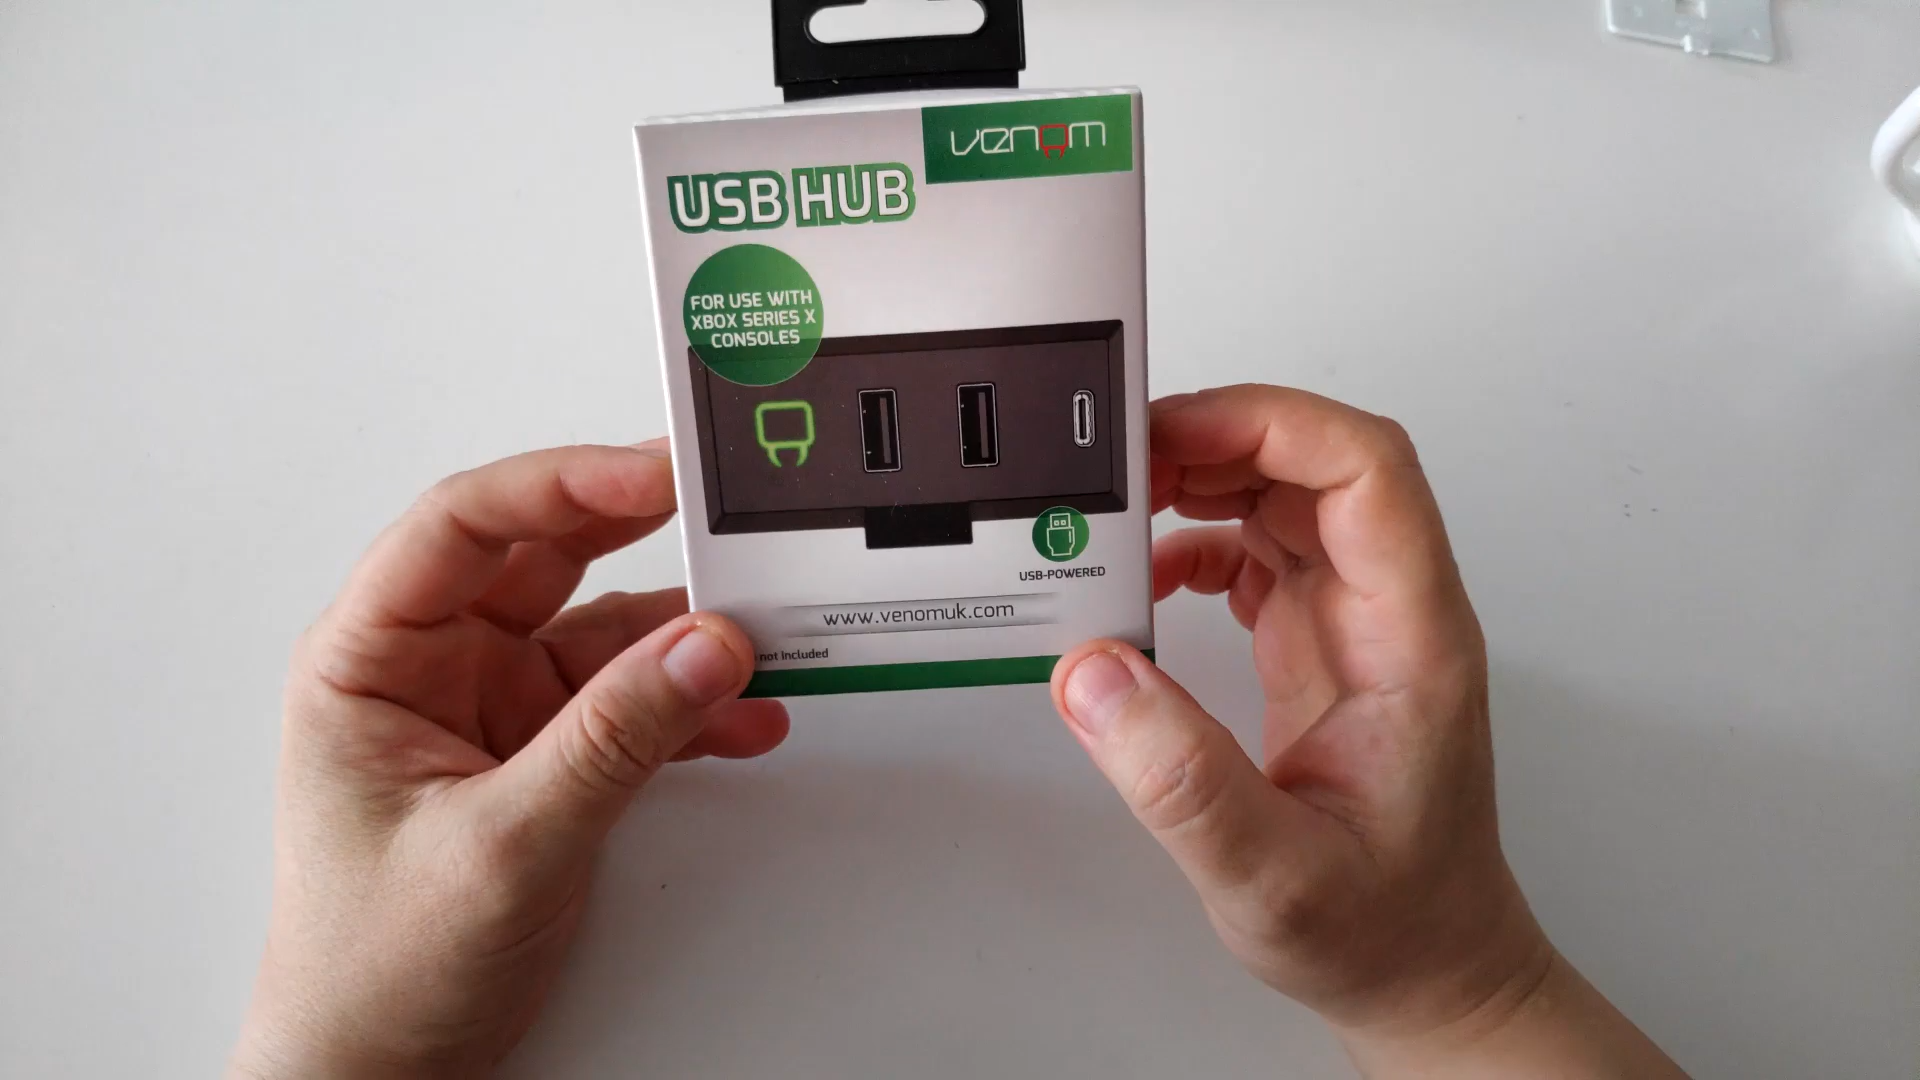 venom
USB HUB
FOR USE WITH
XBOX SERIES X
CONSOLES
USB-POWERED
www.venomuk.com
not Included